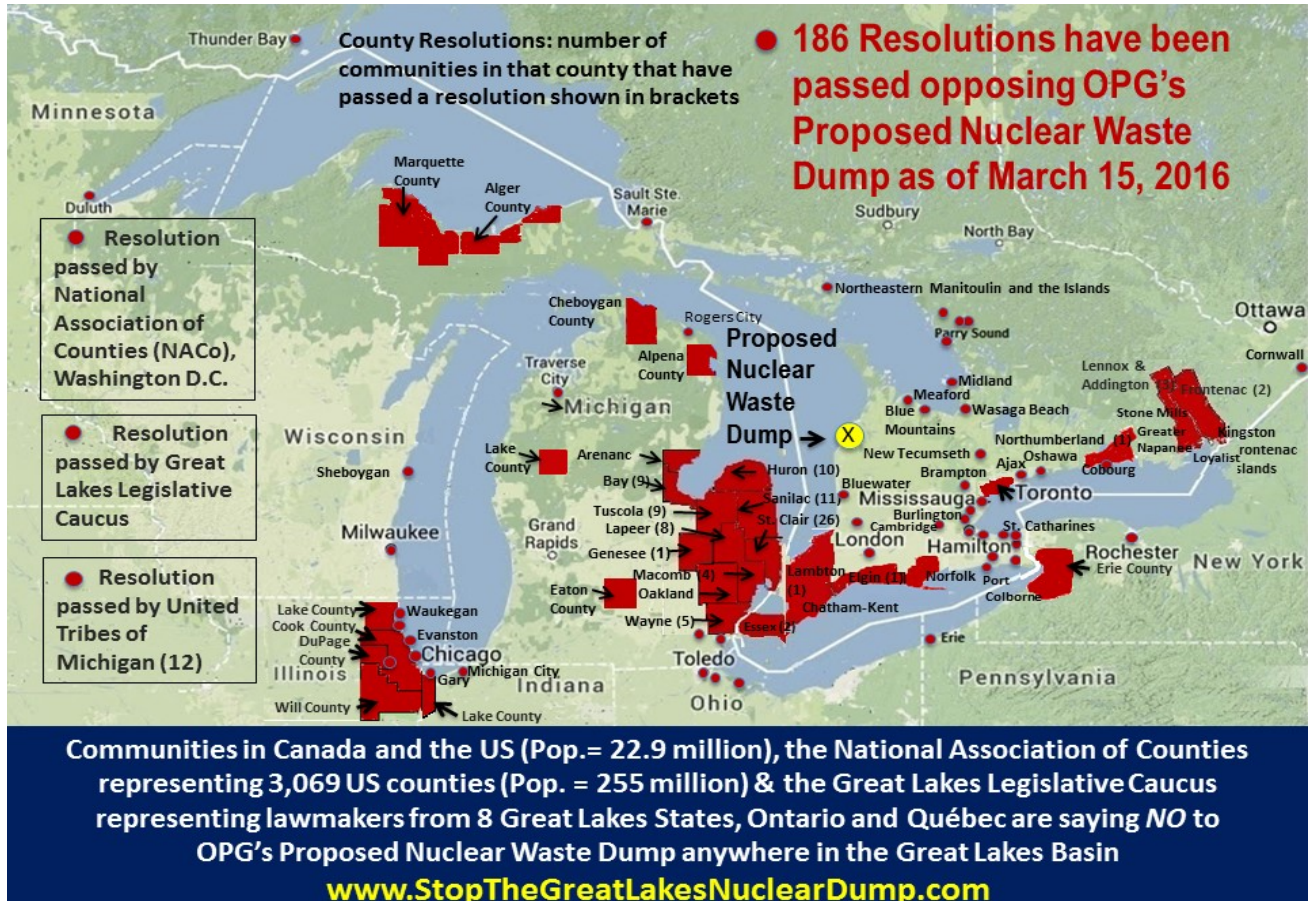 Thunder Bay
County Resolutions: number of
communities in that county that have
passed a resolution shown in brackets
186 Resolutions have been
passed opposing OPG's
Proposed Nuclear Waste
Dump as of March 15, 2016
Minnesota
Duluth
Marquette
County
Alger
County
Sault Ste.
Marie
Sudbury
North Bay
Resolution
passed by
National
Association of
Counties (NACo),
Washington D.C.
Resolution
passed by Great
Lakes Legislative
Caucus
Resolution
passed by United
Tribes of
Michigan (12)
Northeastern Manitoulin and the Islands
Cheboygan
County
Rogers City
Alpena
County
Proposed
Nuclear
Waste
Dump
X
Parry Sound
Ottawa
Cornwall
Traverse
City
Michigan
Midland
Meaford
Blue
Mountains
Wasaga Beach
Lennox &
Addington (3)
Frontenac (2)
Stone Mills
Greater
Napanee
Kingston
Frontenac
Islands
Loyalist
Wisconsin
Sheboygan
Milwaukee
Lake
County
Arenanc
Bay (9)
Huron (10)
Tuscola (9)
Sanilac (11)
Lapeer (8)
St. Clair (26)
Genesee (1)
Macomb (4)
Oakland
Wayne (5)
Grand
Rapids
Eaton
County
New Tecumseth
Northumberland (1)
Cobourg
Brampton
Ajax
Oshawa
Bluewater
Mississauga
Toronto
Burlington
Cambridge
London
Hamilton
St. Catharines
Lambton
(1)
Elgin (1)
Norfolk
Port
Colborne
Chatham-Kent
Essex (2)
Rochester
Erie County
New York
Lake County
Waukegan
Cook County
Evanston
DuPage
County
Chicago
Illinois
Michigan City
Gary
Will County
Lake County
Indiana
Toledo
Ohio
Erie
Pennsylvania
Communities in Canada and the US (Pop.= 22.9 million), the National Association of Counties
representing 3,069 US counties (Pop. = 255 million) & the Great Lakes Legislative Caucus
representing lawmakers from 8 Great Lakes States, Ontario and Québec are saying NO to
OPG's Proposed Nuclear Waste Dump anywhere in the Great Lakes Basin
www.StopTheGreatLakesNuclearDump.com